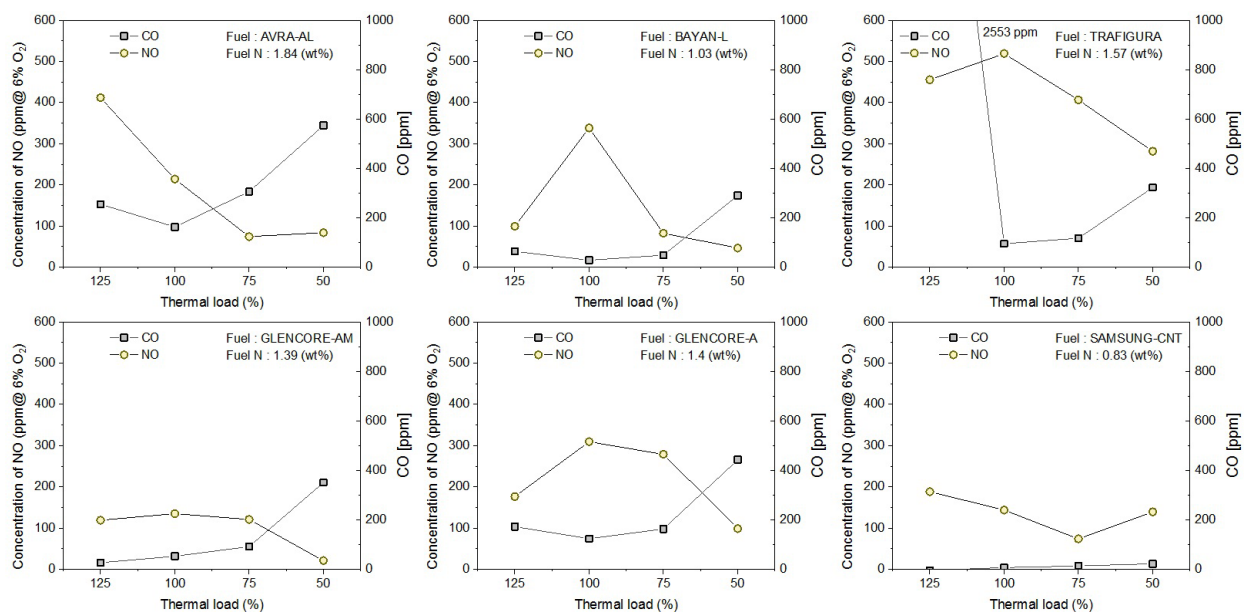 600
500
400
300
200
100
0
Concentration of NO (ppm@ 6% O₂)
CO
NO
Fuel : AVRA-AL
Fuel N : 1.84 (wt%)
1000
800
600
400
200
0
CO [ppm]
125 100 75 50
Thermal load (%)
600
500
400
300
200
100
0
Concentration of NO (ppm@ 6% O₂)
CO
NO
Fuel : BAYAN-L
Fuel N : 1.03 (wt%)
1000
800
600
400
200
0
CO [ppm]
125 100 75 50
Thermal load (%)
600
500
400
300
200
100
0
Concentration of NO (ppm@ 6% O₂)
2553 ppm
CO
NO
Fuel : TRAFIGURA
Fuel N : 1.57 (wt%)
1000
800
600
400
200
0
CO [ppm]
125 100 75 50
Thermal load (%)
600
500
400
300
200
100
0
Concentration of NO (ppm@ 6% O₂)
CO
NO
Fuel : GLENCORE-AM
Fuel N : 1.39 (wt%)
1000
800
600
400
200
0
CO [ppm]
125 100 75 50
Thermal load (%)
600
500
400
300
200
100
0
Concentration of NO (ppm@ 6% O₂)
CO
NO
Fuel : GLENCORE-A
Fuel N : 1.4 (wt%)
1000
800
600
400
200
0
CO [ppm]
125 100 75 50
Thermal load (%)
600
500
400
300
200
100
0
Concentration of NO (ppm@ 6% O₂)
CO
NO
Fuel : SAMSUNG-CNT
Fuel N : 0.83 (wt%)
1000
800
600
400
200
0
CO [ppm]
125 100 75 50
Thermal load (%)